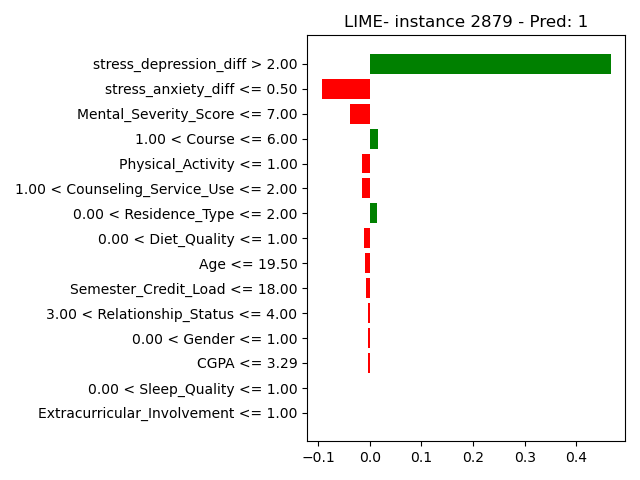 LIME- instance 2879 - Pred: 1
stress_depression_diff > 2.00
stress_anxiety_diff <= 0.50
Mental_Severity_Score <= 7.00
1.00 < Course <= 6.00
Physical_Activity <= 1.00
1.00 < Counseling_Service_Use <= 2.00
0.00 < Residence_Type <= 2.00
0.00 < Diet_Quality <= 1.00
Age <= 19.50
Semester_Credit_Load <= 18.00
3.00 < Relationship_Status <= 4.00
0.00 < Gender <= 1.00
CGPA <= 3.29
0.00 < Sleep_Quality <= 1.00
Extracurricular_Involvement <= 1.00
−0.1 0.0 0.1 0.2 0.3 0.4